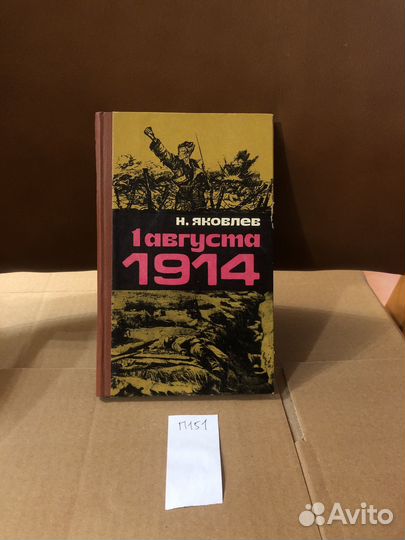 Н. ЯКОВЛЕВ
1 августа
1914
П151
Avito